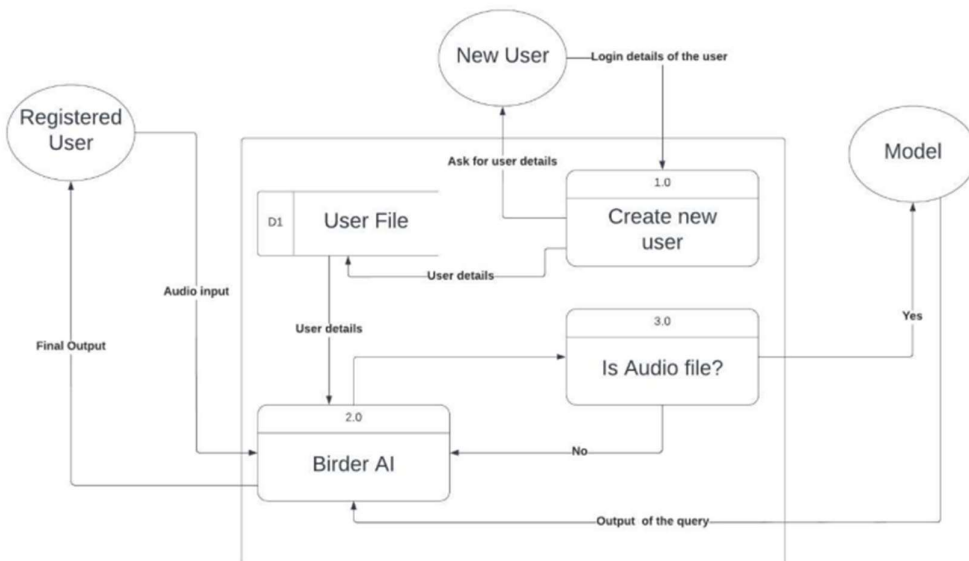 New User
Login details of the user
Registered
User
Model
Ask for user details
1.0
Create new
user
D1
User File
User details
Audio input
User details
3.0
Is Audio file?
Yes
Final Output
2.0
Birder AI
No
Output of the query